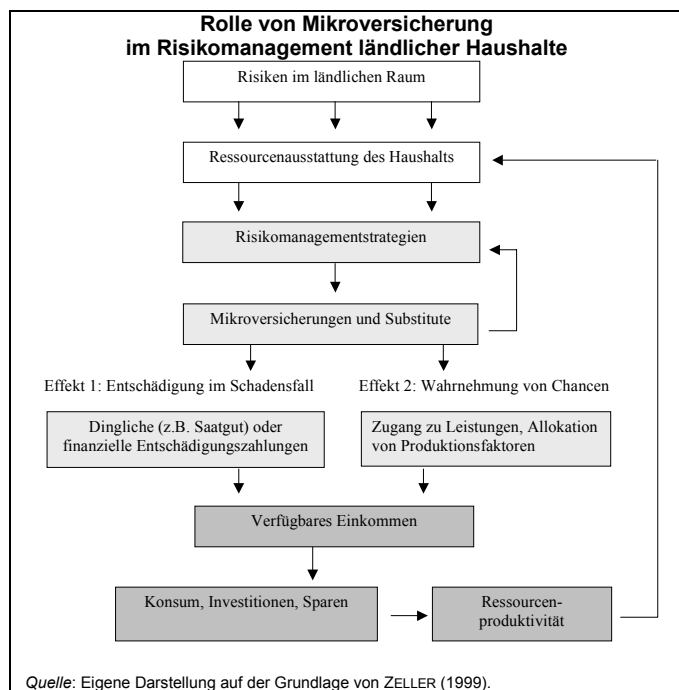 Rolle von Mikroversicherung
im Risikomanagement ländlicher Haushalte
Risiken im ländlichen Raum
Ressourcenausstattung des Haushalts
Risikomanagementstrategien
Mikroversicherungen und Substitute
Effekt 1: Entschädigung im Schadensfall
Effekt 2: Wahrnehmung von Chancen
Dingliche (z.B. Saatgut) oder
finanzielle Entschädigungszahlungen
Zugang zu Leistungen, Allokation
von Produktionsfaktoren
Verfügbares Einkommen
Konsum, Investitionen, Sparen
Ressourcen-
produktivität
Quelle: Eigene Darstellung auf der Grundlage von ZELLER (1999).